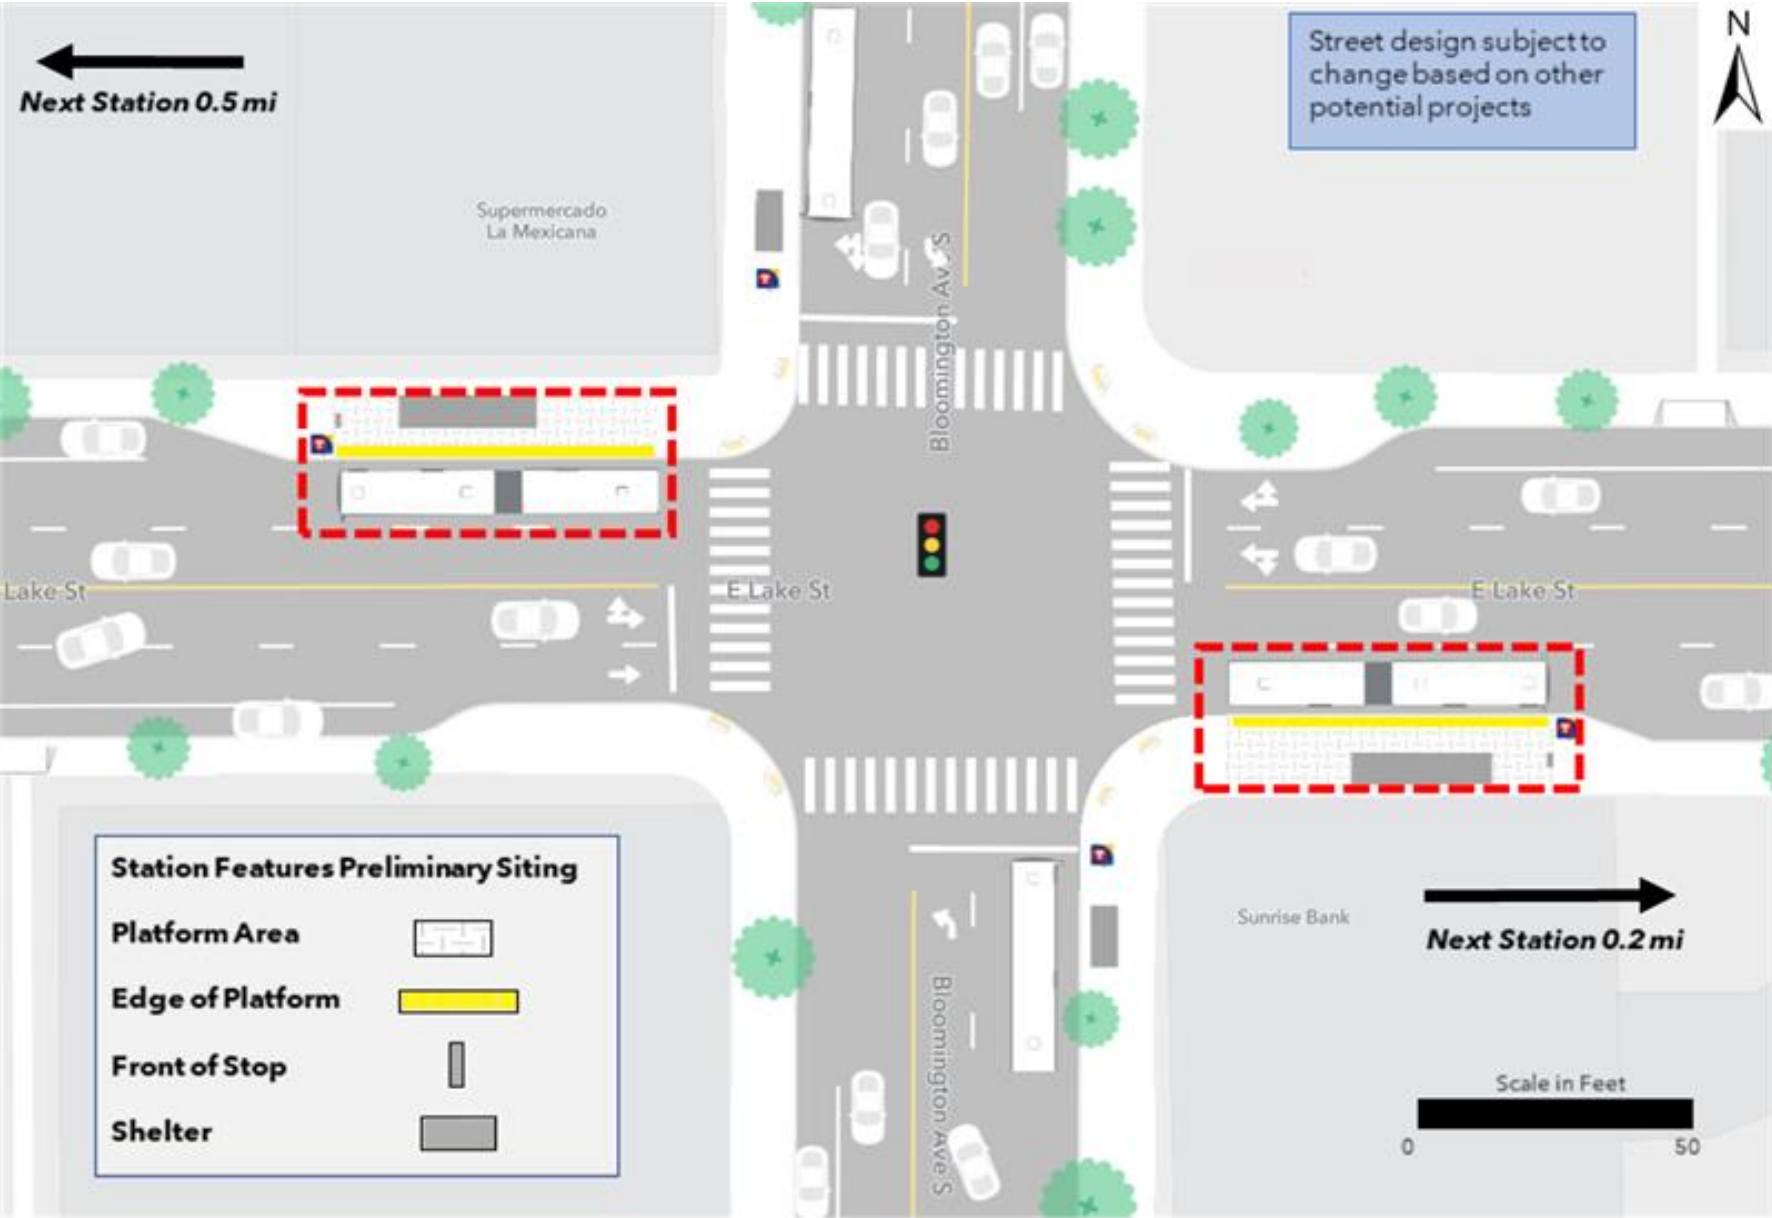 Next Station 0.5 mi
Street design subject to
change based on other
potential projects
N
Supermercado
La Mexicana
Bloomington Av S
Lake St
E Lake St
E Lake St
Station Features Preliminary Siting
Platform Area
Edge of Platform
Front of Stop
Shelter
Bloomington Ave S
Sunrise Bank
Next Station 0.2 mi
Scale in Feet
0 50